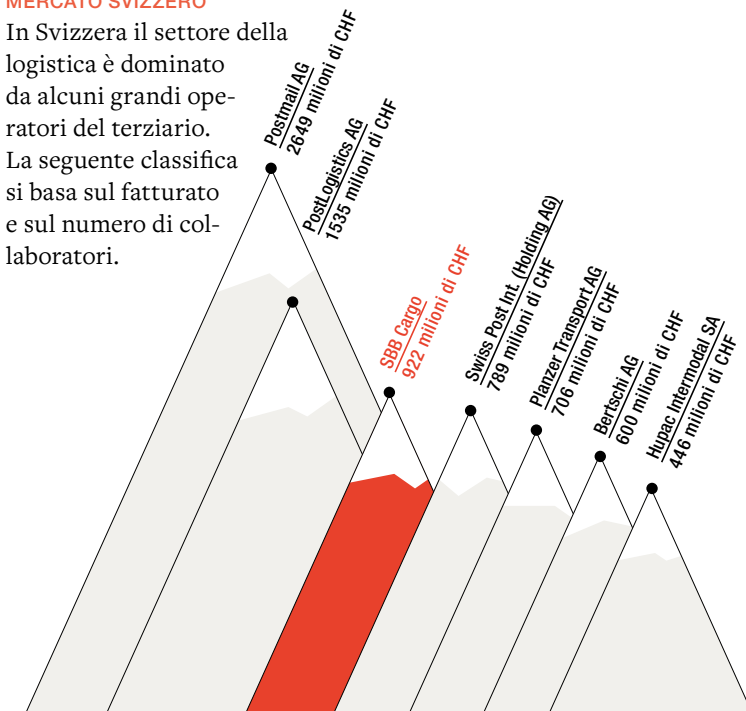 MERCATO SVIZZERO
In Svizzera il settore della
logistica è dominato
da alcuni grandi ope-
ratori del terziario.
La seguente classifica
si basa sul fatturato
e sul numero di col-
laboratori.
Postmail AG
2649 milioni di CHF
PostLogistics AG
1535 milioni di CHF
SBB Cargo
922 milioni di CHF
Swiss Post Int. (Holding AG)
789 milioni di CHF
Planzer Transport AG
706 milioni di CHF
Bertschi AG
600 milioni di CHF
Hupac Intermodal SA
446 milioni di CHF